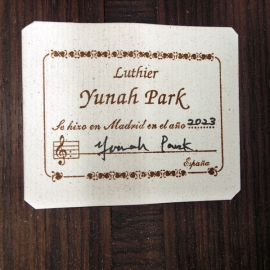 Luthier
Yunah Park
Se hizo en Madrid en el año 2023
Yunah Park.
España